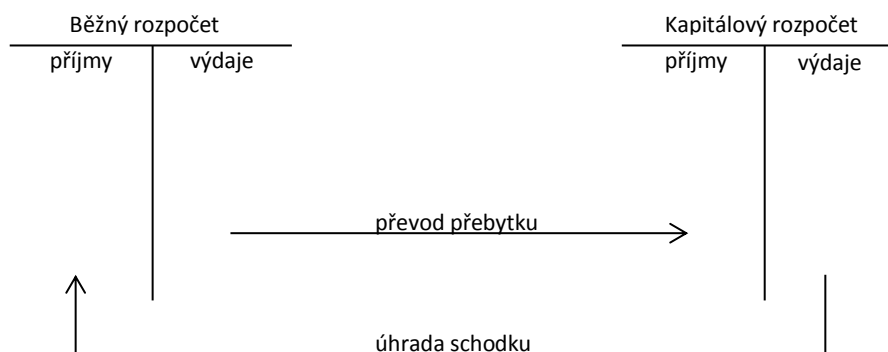 Běžný rozpočet
příjmy výdaje
Kapitálový rozpočet
příjmy výdaje
převod přebytku
úhrada schodku